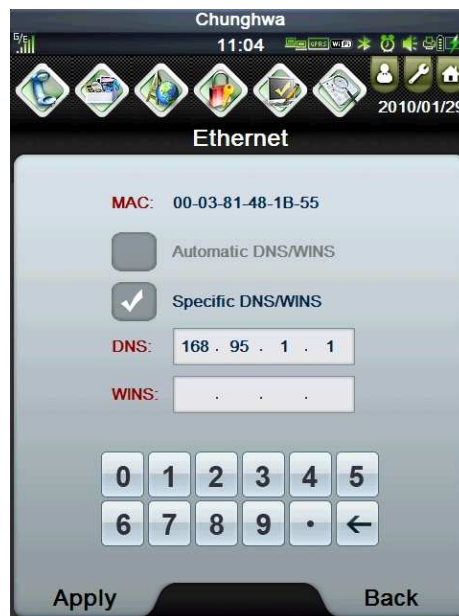 Chunghwa
11:04
2010/01/29
Ethernet
MAC: 00-03-81-48-1B-55
Automatic DNS/WINS
Specific DNS/WINS
DNS: 168 . 95 . 1 . 1
WINS: . . .
0 1 2 3 4 5
6 7 8 9 . ←
Apply Back